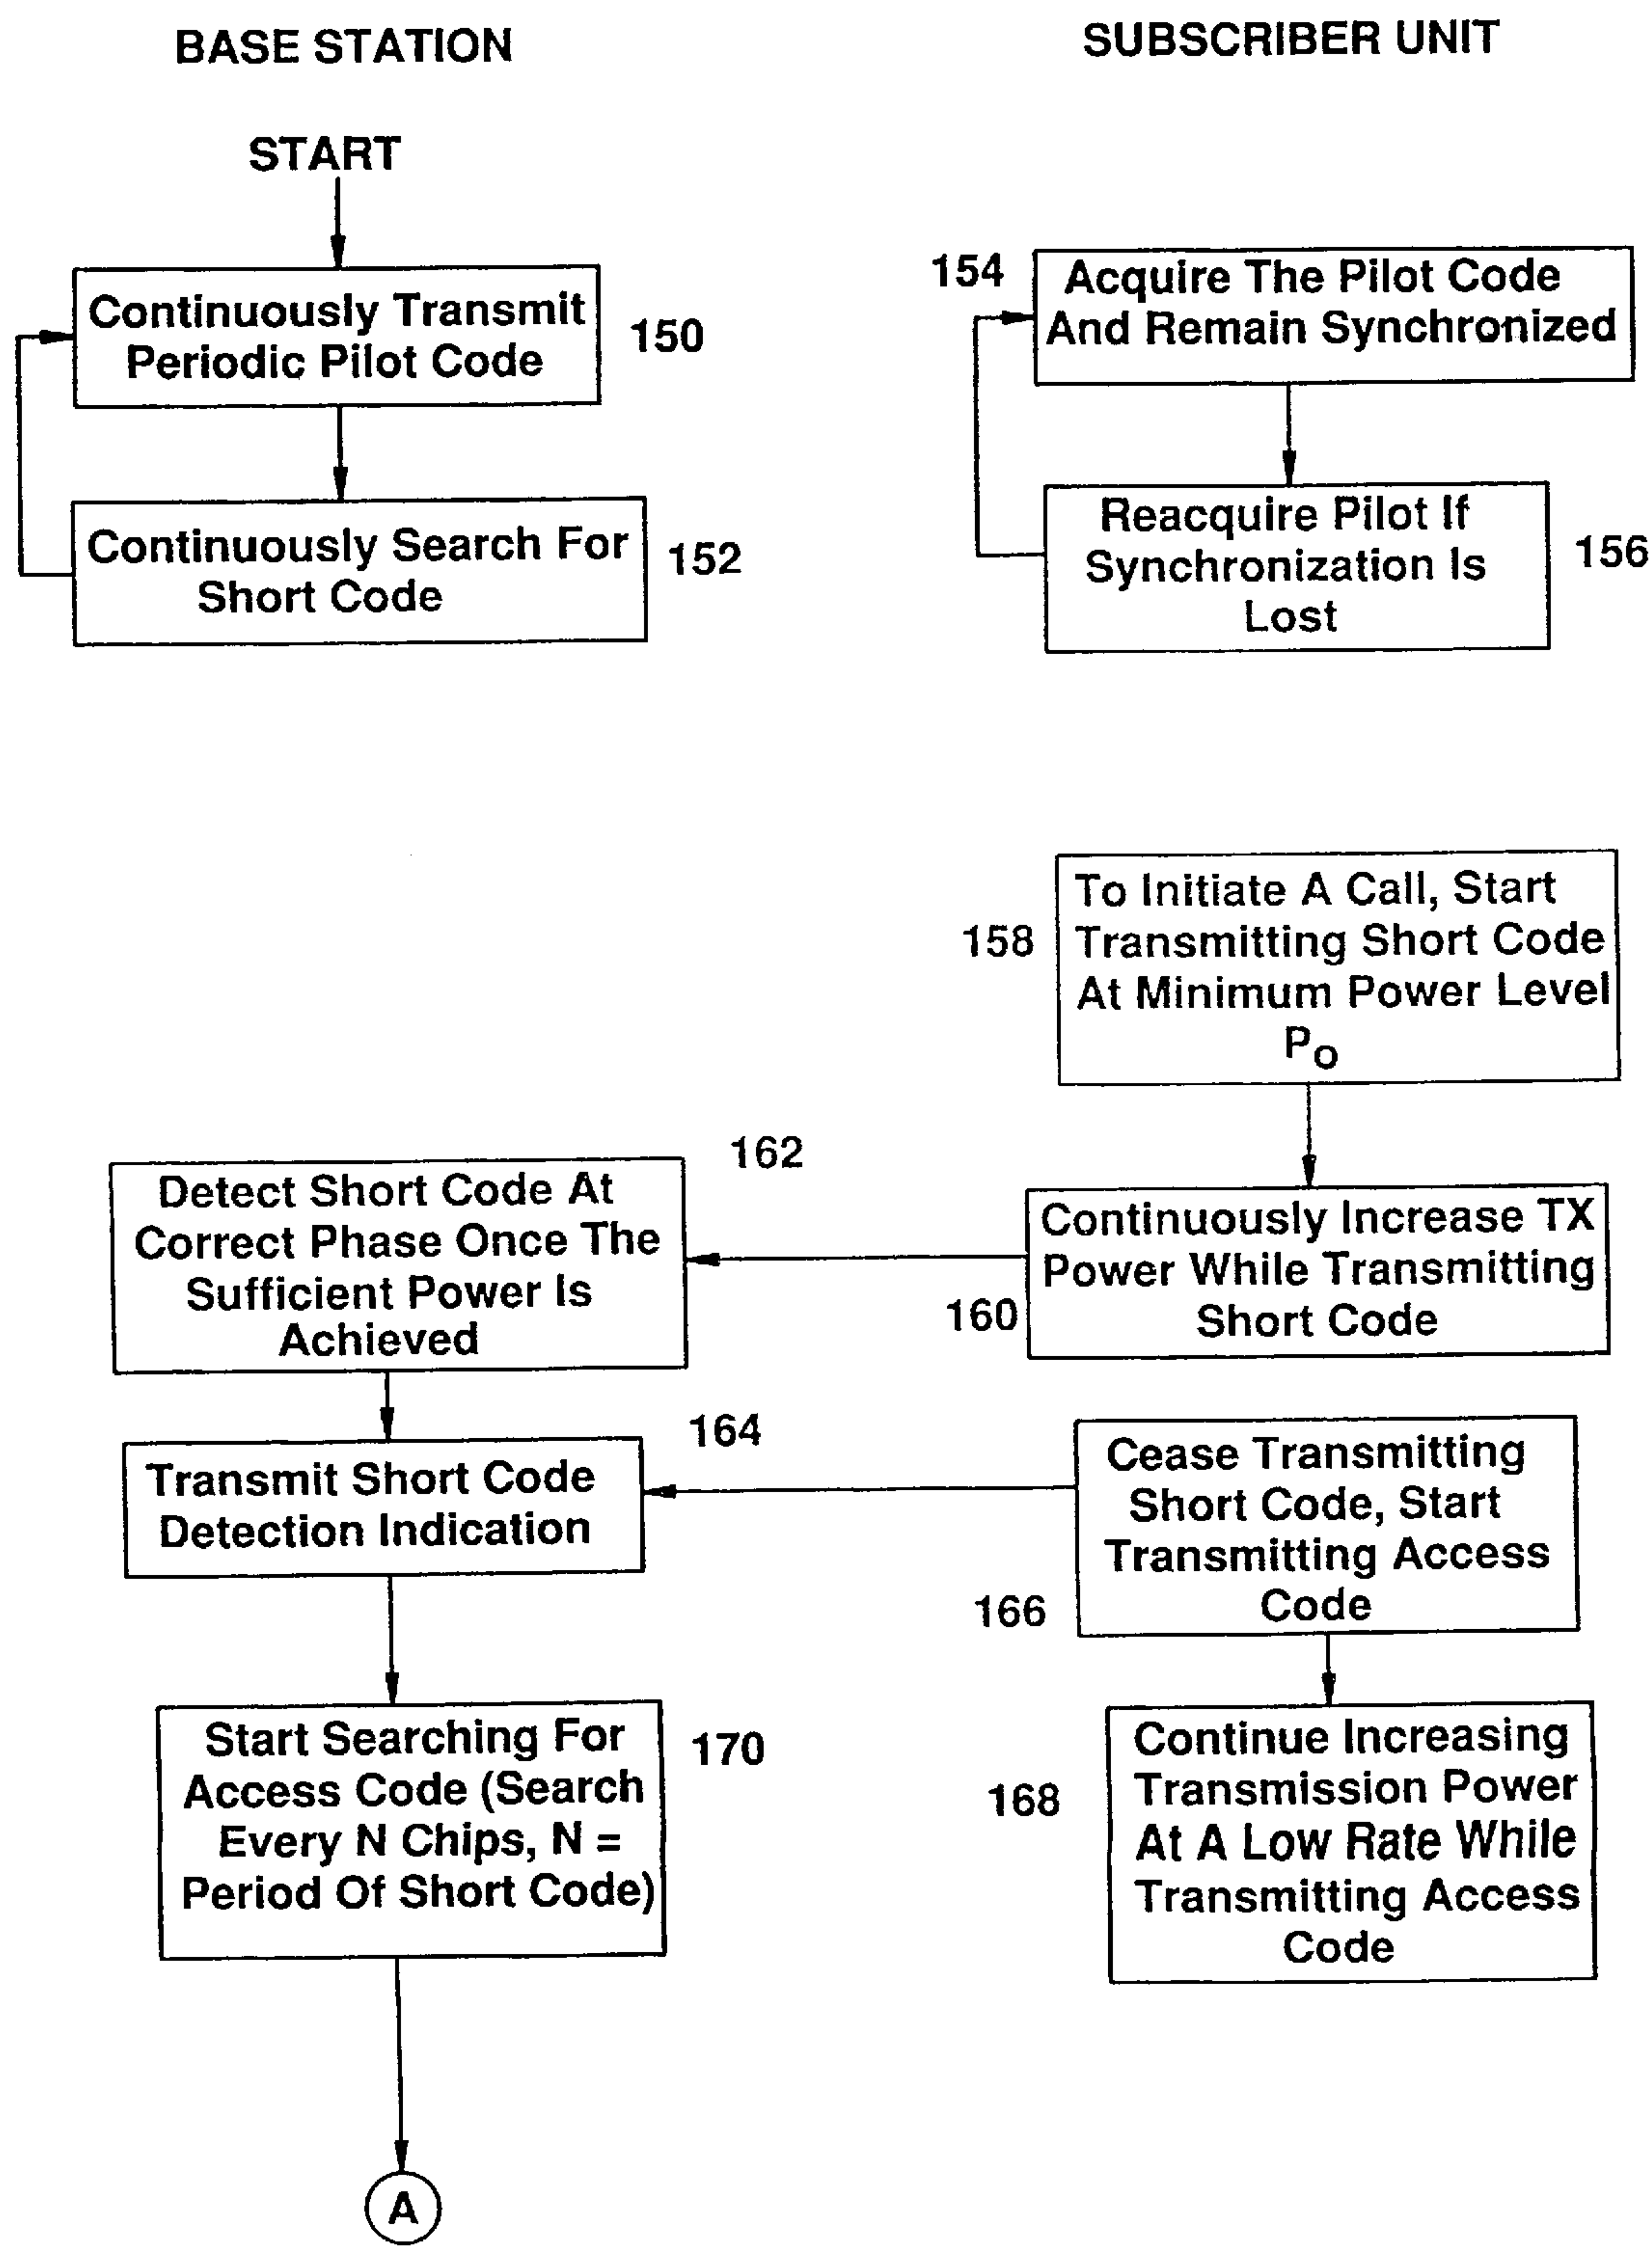 BASE STATION
SUBSCRIBER UNIT
START
Continuously Transmit
Periodic Pilot Code
150
154
Acquire The Pilot Code
And Remain Synchronized
Continuously Search For
Short Code
152
Reacquire Pilot If
Synchronization Is
Lost
156
158
To Initiate A Call, Start
Transmitting Short Code
At Minimum Power Level
Po
162
Detect Short Code At
Correct Phase Once The
Sufficient Power Is
Achieved
Continuously Increase TX
Power While Transmitting
Short Code
160
164
Transmit Short Code
Detection Indication
Cease Transmitting
Short Code, Start
Transmitting Access
Code
166
Start Searching For
Access Code (Search
Every N Chips, N =
Period Of Short Code)
170
168
Continue Increasing
Transmission Power
At A Low Rate While
Transmitting Access
Code
A